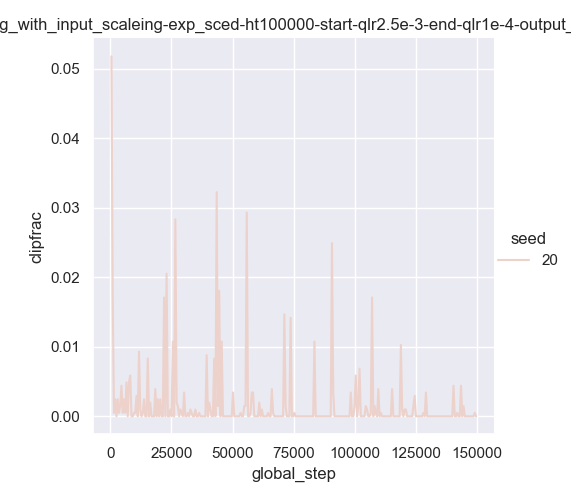 g_with_input_scaleing-exp_sced-ht100000-start-qlr2.5e-3-end-qlr1e-4-output_
0.05
0.04
0.03
0.02
0.01
0.00
clipfrac
0 25000 50000 75000 100000 125000 150000
global_step
seed
20